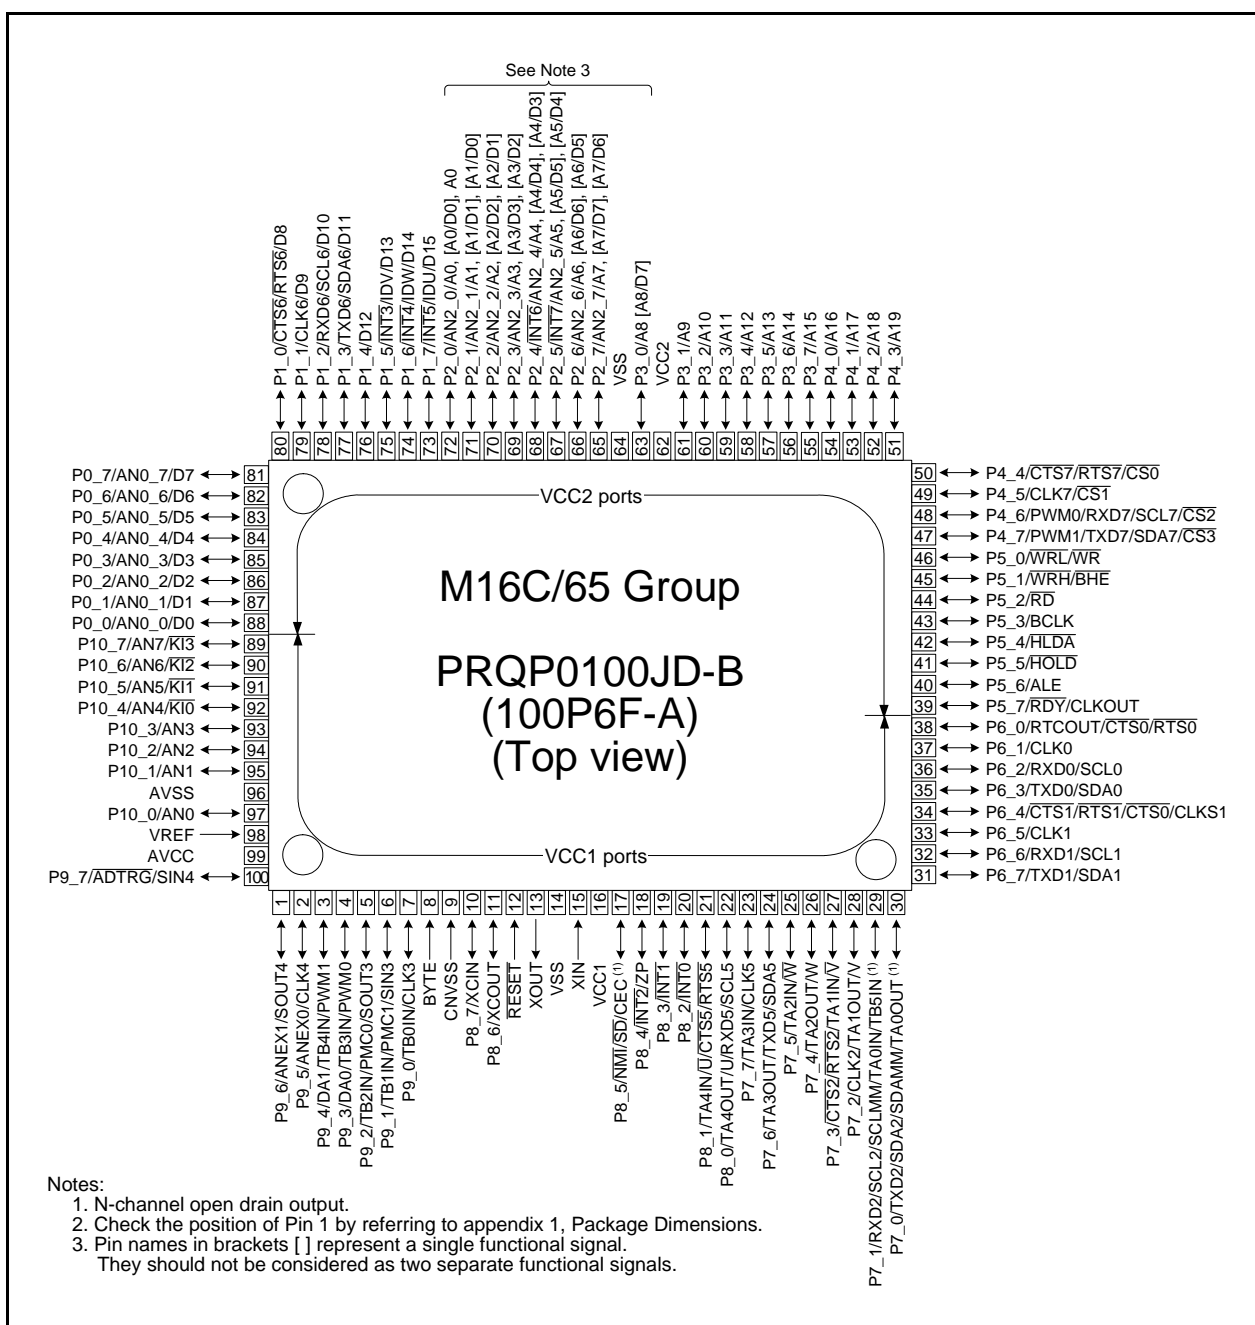 See Note 3
P1_0/CTS6/RTS6/D8
P1_1/CLK6/D9
P1_2/RXD6/SCL6/D10
P1_3/TXD6/SDA6/D11
P1_4/D12
P1_5/INT3/IDV/D13
P1_6/INT4/IDW/D14
P1_7/INT5/IDU/D15
P2_0/AN2_0/A0, [A0/D0], A0
P2_1/AN2_1/A1, [A1/D1], [A1/D0]
P2_2/AN2_2/A2, [A2/D2], [A2/D1]
P2_3/AN2_3/A3, [A3/D3], [A3/D2]
P2_4/INT6/AN2_4/A4, [A4/D4], [A4/D3]
P2_5/INT7/AN2_5/A5, [A5/D5], [A5/D4]
P2_6/AN2_6/A6, [A6/D6], [A6/D5]
P2_7/AN2_7/A7, [A7/D7], [A7/D6]
VSS
P3_0/A8 [A8/D7]
VCC2
P3_1/A9
P3_2/A10
P3_3/A11
P3_4/A12
P3_5/A13
P3_6/A14
P3_7/A15
P4_0/A16
P4_1/A17
P4_2/A18
P4_3/A19
80 79 78 77 76 75 74 73 72 71 70 69 68 67 66 65 64 63 62 61 60 59 58 57 56 55 54 53 52 51
P0_7/AN0_7/D7 81
P0_6/AN0_6/D6 82
P0_5/AN0_5/D5 83
P0_4/AN0_4/D4 84
P0_3/AN0_3/D3 85
P0_2/AN0_2/D2 86
P0_1/AN0_1/D1 87
P0_0/AN0_0/D0 88
P10_7/AN7/KI3 89
P10_6/AN6/KI2 90
P10_5/AN5/KI1 91
P10_4/AN4/KI0 92
P10_3/AN3 93
P10_2/AN2 94
P10_1/AN1 95
AVSS 96
P10_0/AN0 97
VREF 98
AVCC 99
P9_7/ADTRG/SIN4 100
VCC2 ports
M16C/65 Group
PRQP0100JD-B
(100P6F-A)
(Top view)
VCC1 ports
50 P4_4/CTS7/RTS7/CS0
49 P4_5/CLK7/CS1
48 P4_6/PWM0/RXD7/SCL7/CS2
47 P4_7/PWM1/TXD7/SDA7/CS3
46 P5_0/WRL/WR
45 P5_1/WRH/BHE
44 P5_2/RD
43 P5_3/BCLK
42 P5_4/HLDA
41 P5_5/HOLD
40 P5_6/ALE
39 P5_7/RDY/CLKOUT
38 P6_0/RTCOUT/CTS0/RTS0
37 P6_1/CLK0
36 P6_2/RXD0/SCL0
35 P6_3/TXD0/SDA0
34 P6_4/CTS1/RTS1/CTS0/CLKS1
33 P6_5/CLK1
32 P6_6/RXD1/SCL1
31 P6_7/TXD1/SDA1
1 2 3 4 5 6 7 8 9 10 11 12 13 14 15 16 17 18 19 20 21 22 23 24 25 26 27 28 29 30
P9_6/ANEX1/SOUT4
P9_5/ANEX0/CLK4
P9_4/DA1/TB4IN/PWM1
P9_3/DA0/TB3IN/PWM0
P9_2/TB2IN/PMC0/SOUT3
P9_1/TB1IN/PMC1/SIN3
P9_0/TB0IN/CLK3
BYTE
CNVSS
P8_7/XCIN
P8_6/XCOUT
RESET
XOUT
VSS
XIN
VCC1
P8_5/NMI/SD/CEC (1)
P8_4/INT2/ZP
P8_3/INT1
P8_2/INT0
P8_1/TA4IN/U/CTS5/RTS5
P8_0/TA4OUT/U/RXD5/SCL5
P7_7/TA3IN/CLK5
P7_6/TA3OUT/TXD5/SDA5
P7_5/TA2IN/W
P7_4/TA2OUT/W
P7_3/CTS2/RTS2/TA1IN/V
P7_2/CLK2/TA1OUT/V
P7_1/RXD2/SCL2/SCLMM/TA0IN/TB5IN (1)
P7_0/TXD2/SDA2/SDAMM/TA0OUT (1)
Notes:
1. N-channel open drain output.
2. Check the position of Pin 1 by referring to appendix 1, Package Dimensions.
3. Pin names in brackets [ ] represent a single functional signal.
They should not be considered as two separate functional signals.